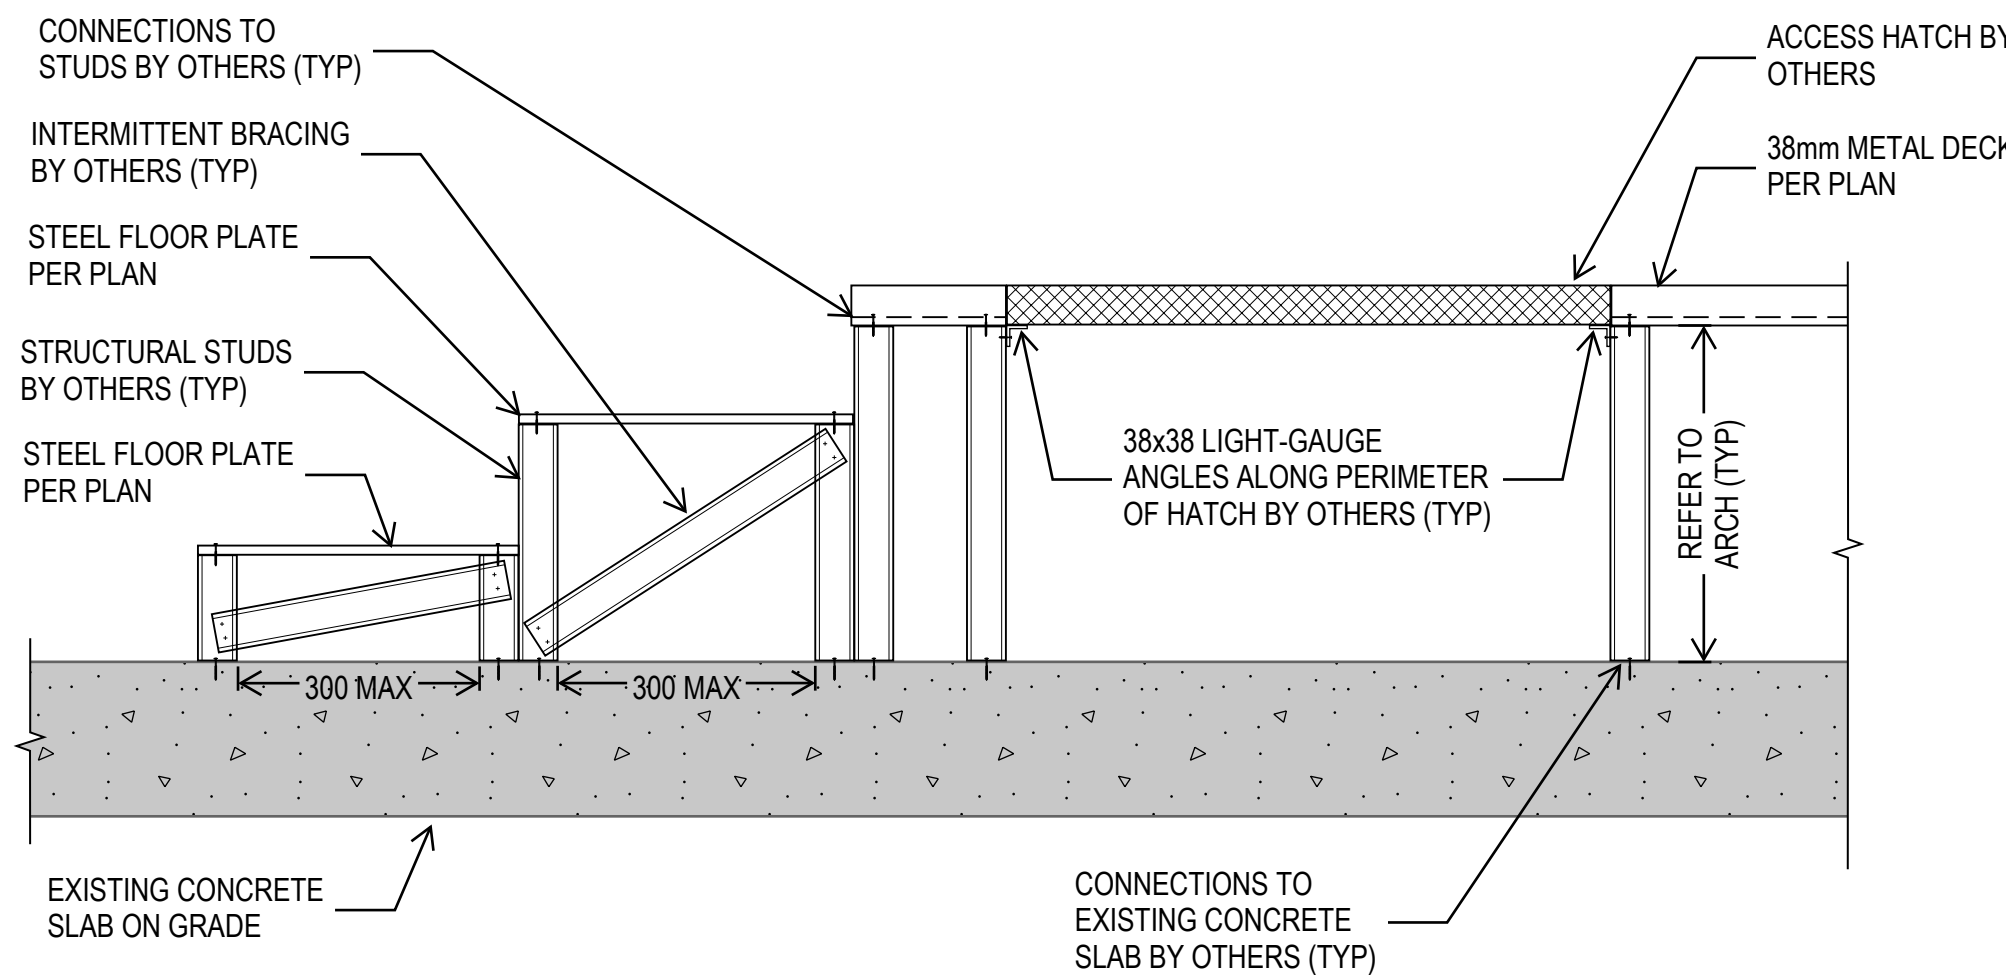 CONNECTIONS TO
STUDS BY OTHERS (TYP)
INTERMITTENT BRACING
BY OTHERS (TYP)
STEEL FLOOR PLATE
PER PLAN
STRUCTURAL STUDS
BY OTHERS (TYP)
STEEL FLOOR PLATE
PER PLAN
ACCESS HATCH BY
OTHERS
38mm METAL DECK
PER PLAN
38x38 LIGHT-GAUGE
ANGLES ALONG PERIMETER
OF HATCH BY OTHERS (TYP)
REFER TO
ARCH (TYP)
300 MAX
300 MAX
EXISTING CONCRETE
SLAB ON GRADE
CONNECTIONS TO
EXISTING CONCRETE
SLAB BY OTHERS (TYP)